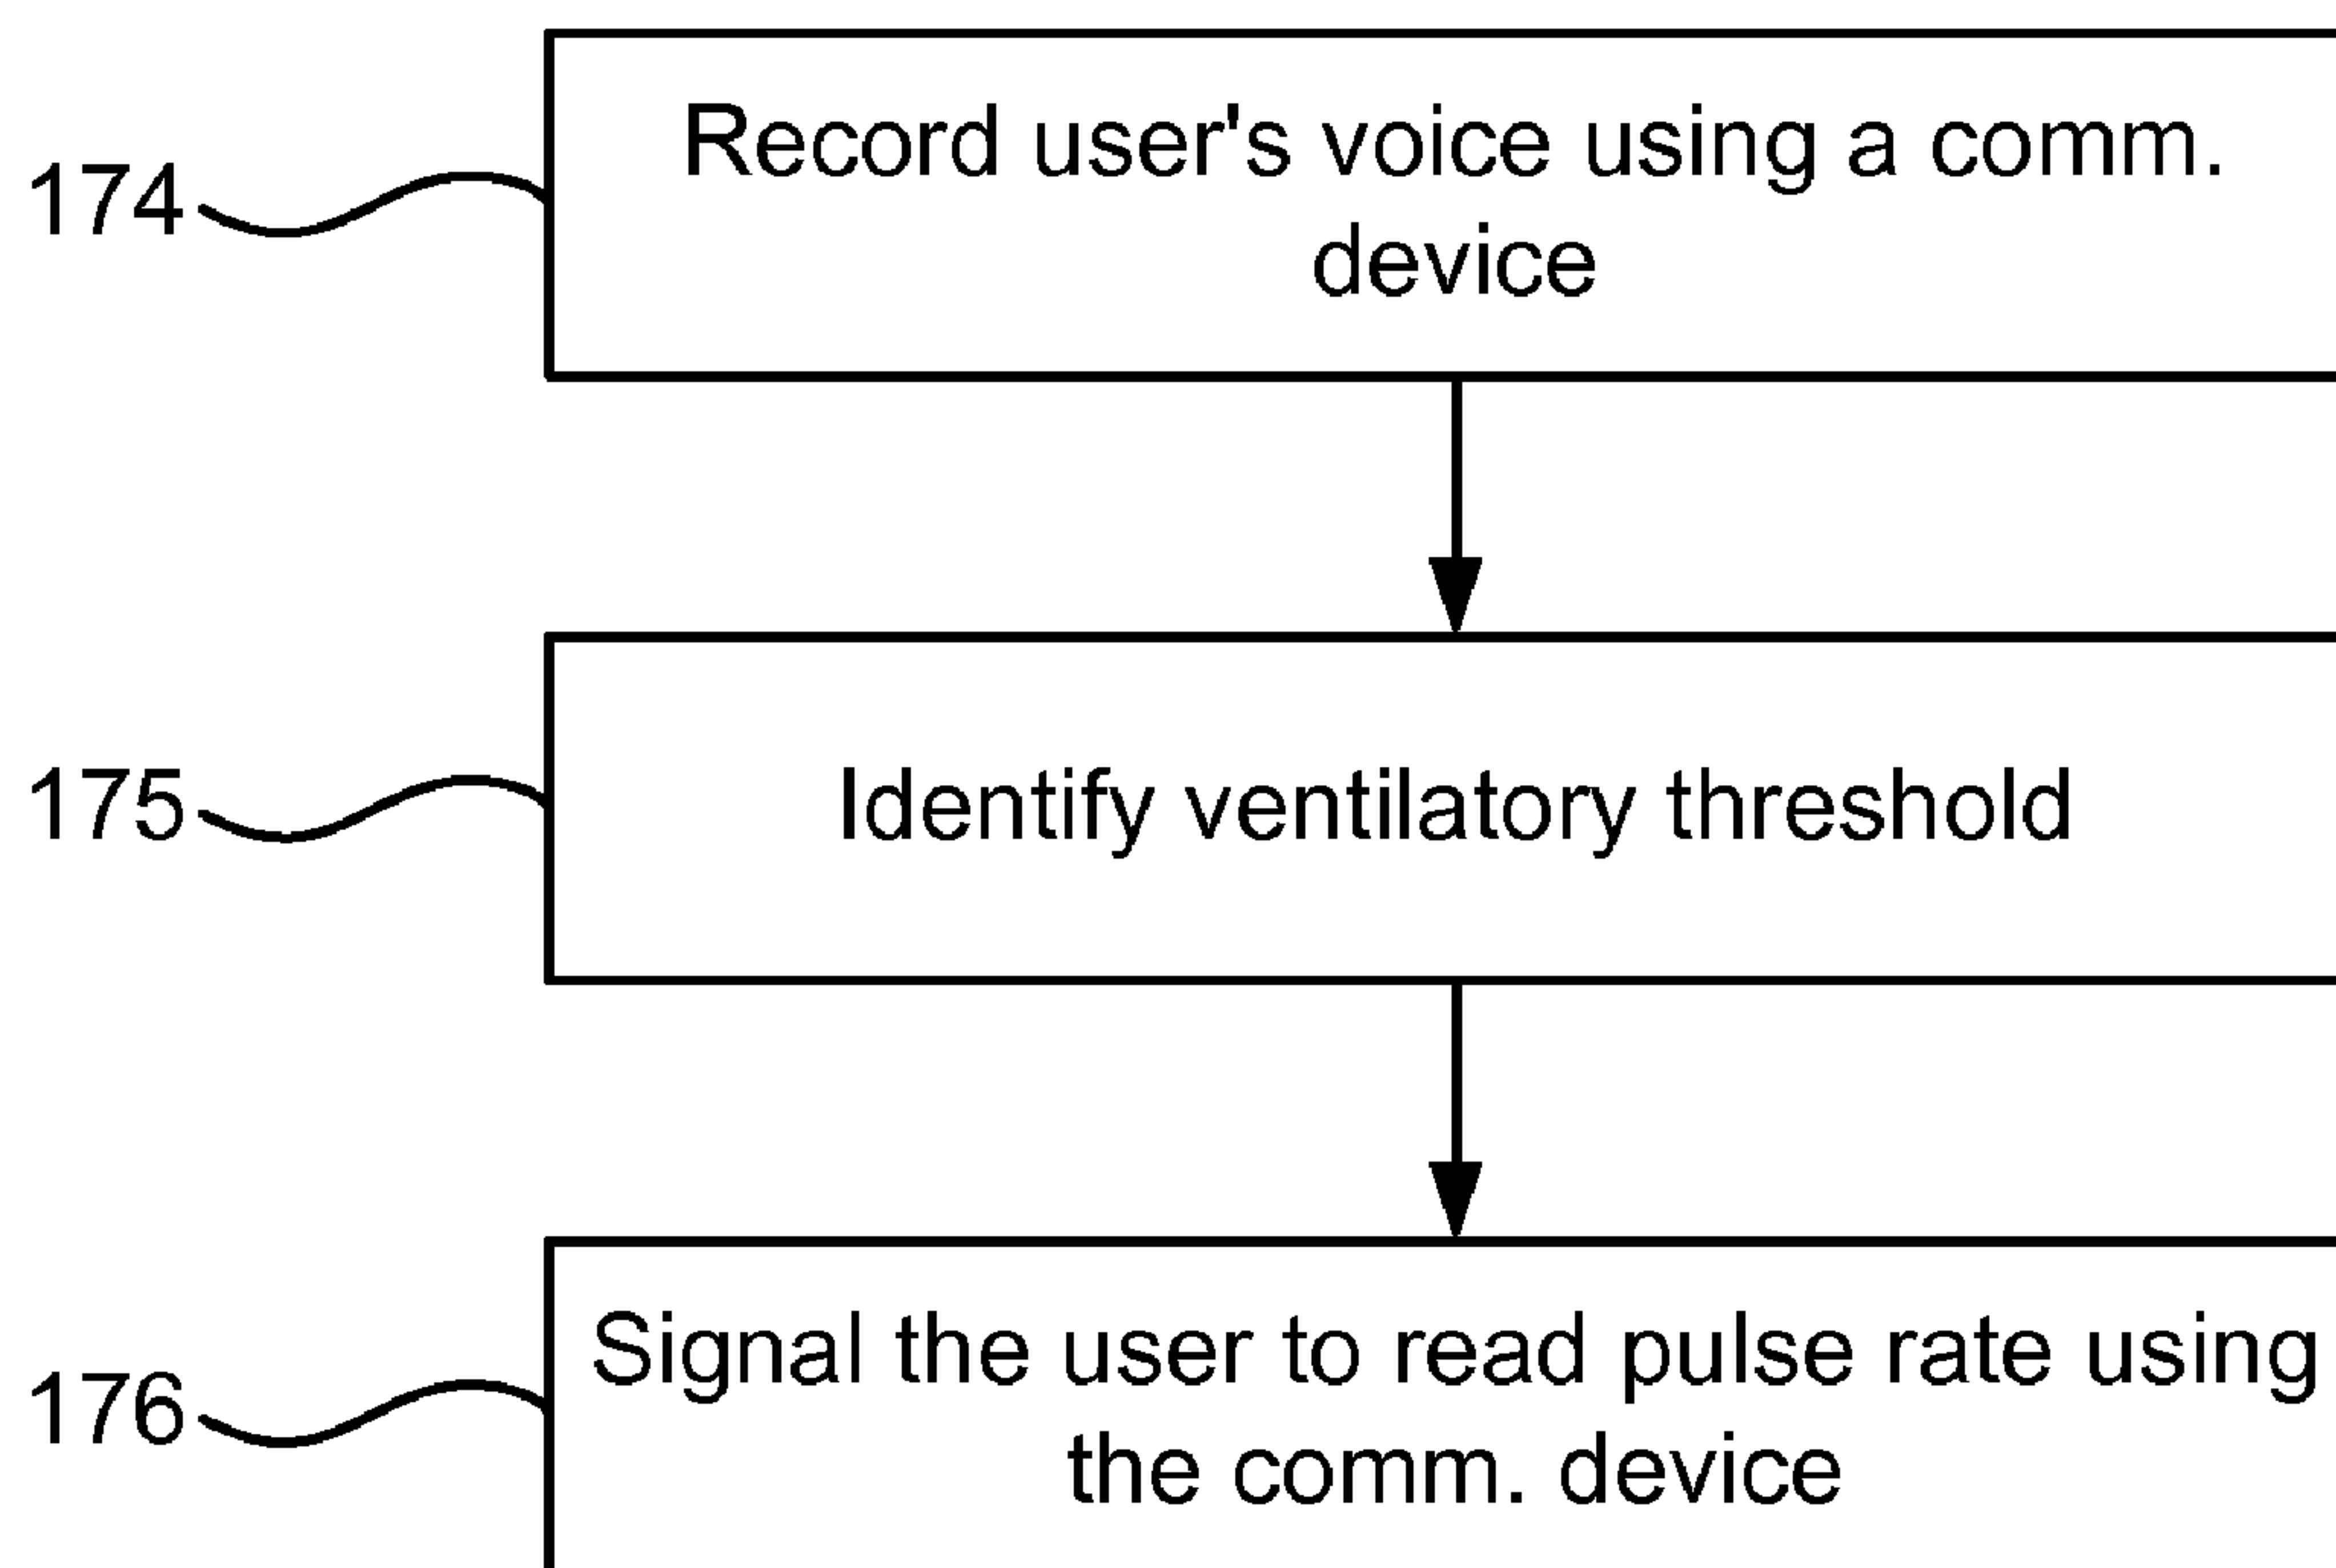 174
Record user's voice using a comm.
device
175
Identify ventilatory threshold
176
Signal the user to read pulse rate using
the comm. device